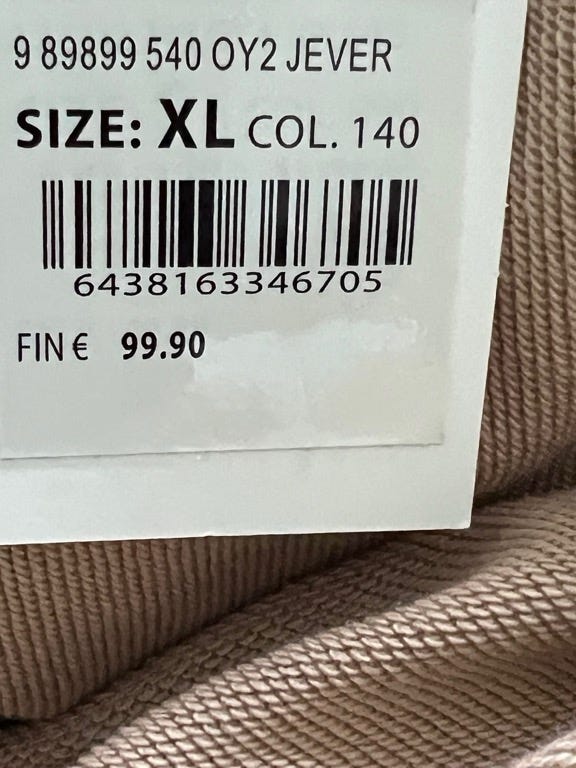 9 89899 540 OY2 JEVER
SIZE: XL COL. 140
6438163346705
FIN € 99.90